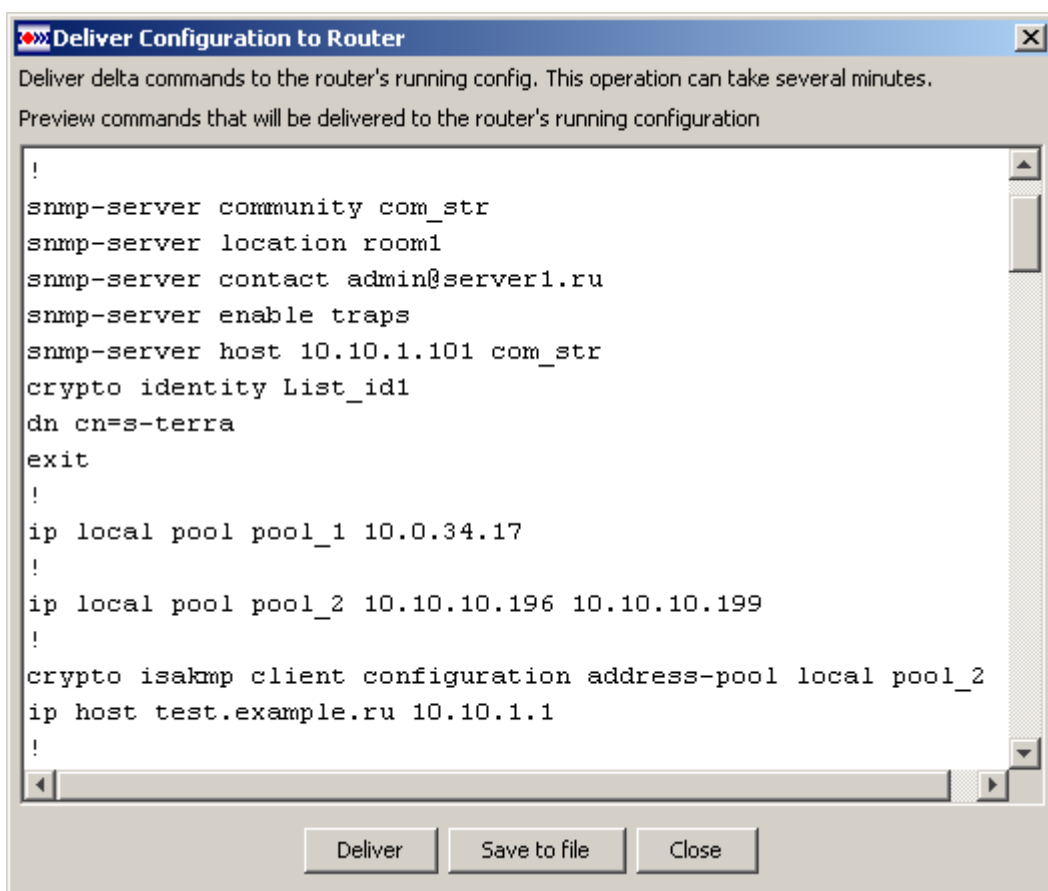 Deliver Configuration to Router
Deliver delta commands to the router's running config. This operation can take several minutes.
Preview commands that will be delivered to the router's running configuration
!
snmp-server community com_str
snmp-server location room1
snmp-server contact admin@server1.ru
snmp-server enable traps
snmp-server host 10.10.1.101 com_str
crypto identity List_id1
dn cn=s-terra
exit
!
ip local pool pool_1 10.0.34.17
!
ip local pool pool_2 10.10.10.196 10.10.10.199
!
crypto isakmp client configuration address-pool local pool_2
ip host test.example.ru 10.10.1.1
!
Deliver Save to file Close